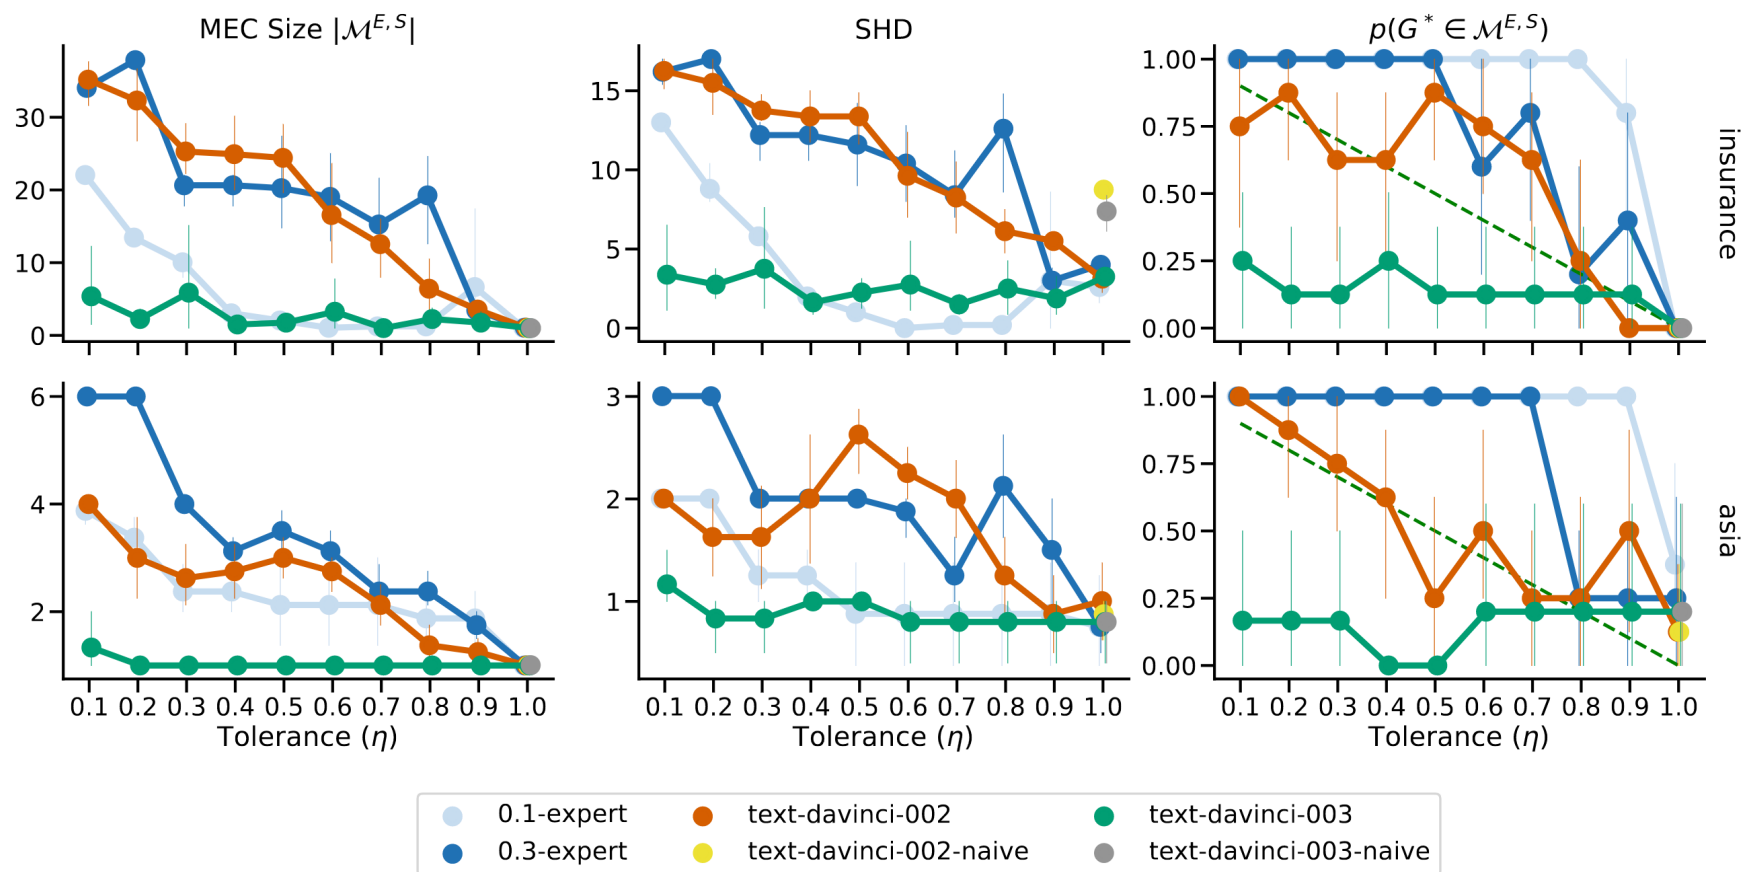 MEC Size |ℳ^{E,S}|
SHD
p(G* ∈ ℳ^{E,S})
30
20
10
0
15
10
5
0
1.00
0.75
0.50
0.25
0.00
insurance
6
4
2
3
2
1
1.00
0.75
0.50
0.25
0.00
asia
0.1 0.2 0.3 0.4 0.5 0.6 0.7 0.8 0.9 1.0
0.1 0.2 0.3 0.4 0.5 0.6 0.7 0.8 0.9 1.0
0.1 0.2 0.3 0.4 0.5 0.6 0.7 0.8 0.9 1.0
Tolerance (η)
Tolerance (η)
Tolerance (η)
0.1-expert
text-davinci-002
text-davinci-003
0.3-expert
text-davinci-002-naive
text-davinci-003-naive